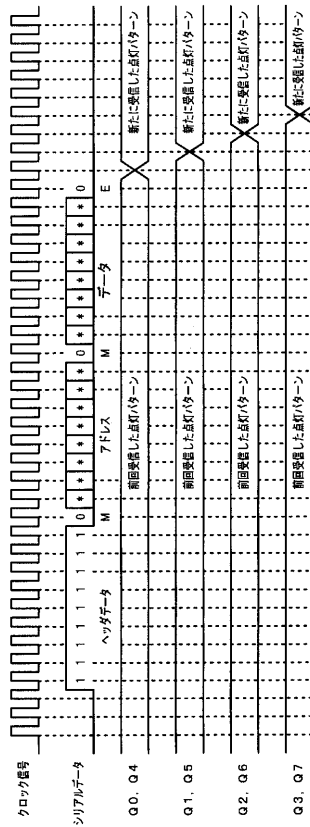 クロック信号
シリアルデータ 1 1 1 1 1 1 1 1 1 0 * * * * * * * * 0 * * * * * * * * 0
ヘッダデータ M アドレス M データ E
Q0, Q4 前回受信した点灯パターン 新たに受信した点灯パターン
Q1, Q5 前回受信した点灯パターン 新たに受信した点灯パターン
Q2, Q6 前回受信した点灯パターン 新たに受信した点灯パターン
Q3, Q7 前回受信した点灯パターン 新たに受信した点灯パターン